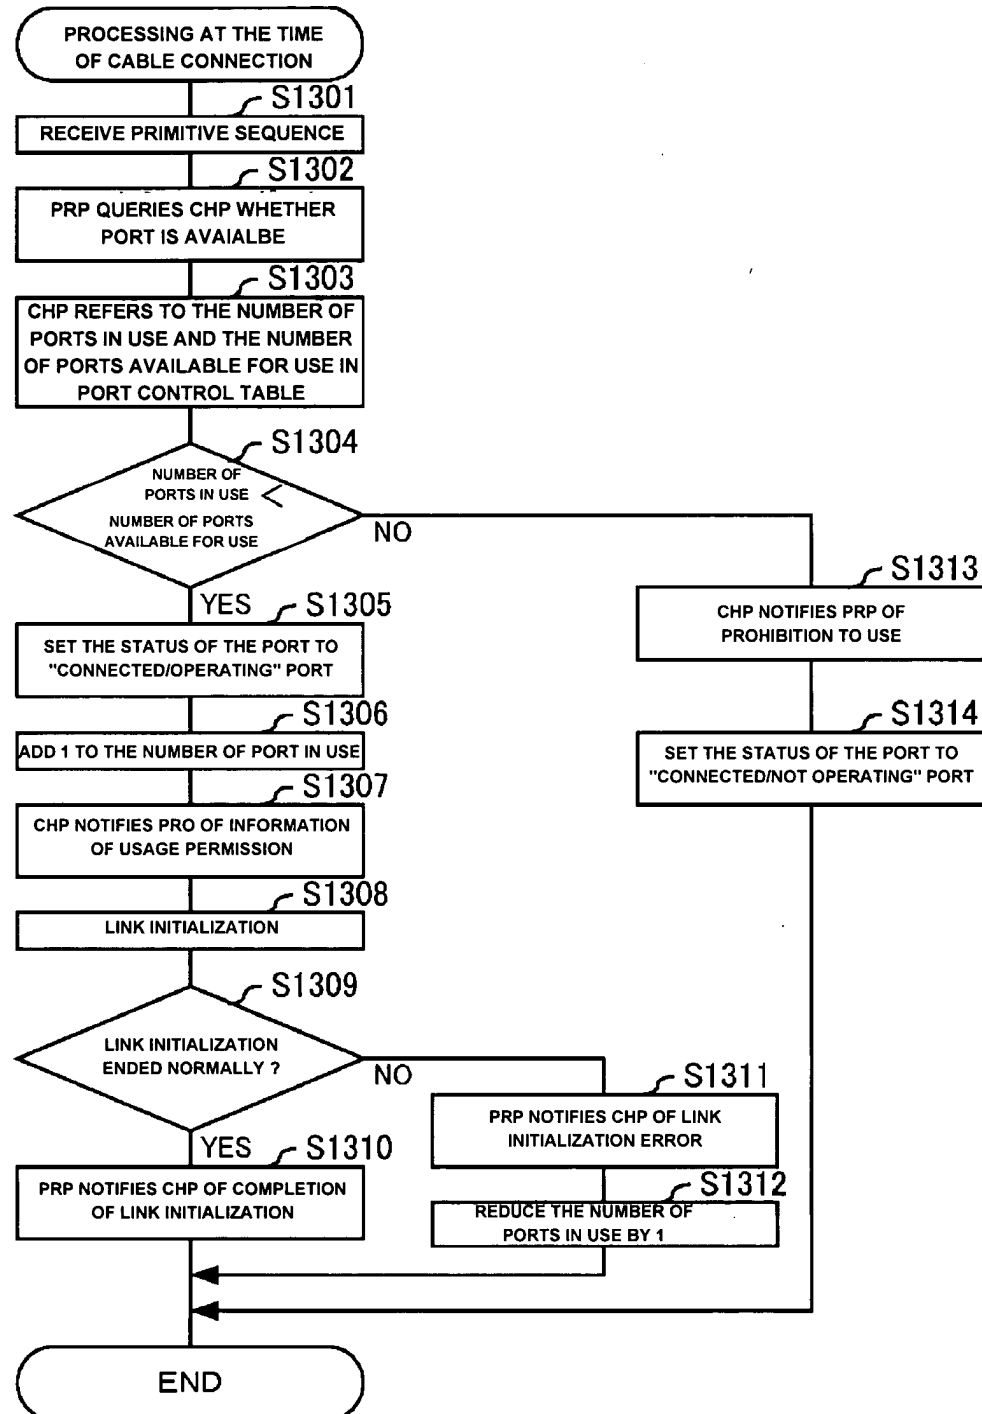 PROCESSING AT THE TIME
OF CABLE CONNECTION
S1301
RECEIVE PRIMITIVE SEQUENCE
S1302
PRP QUERIES CHP WHETHER
PORT IS AVAIALBE
S1303
CHP REFERS TO THE NUMBER OF
PORTS IN USE AND THE NUMBER
OF PORTS AVAILABLE FOR USE IN
PORT CONTROL TABLE
S1304
NUMBER OF
PORTS IN USE <
NUMBER OF PORTS
AVAILABLE FOR USE
NO
YES
S1305
SET THE STATUS OF THE PORT TO
"CONNECTED/OPERATING" PORT
S1306
ADD 1 TO THE NUMBER OF PORT IN USE
S1307
CHP NOTIFIES PRO OF INFORMATION
OF USAGE PERMISSION
S1308
LINK INITIALIZATION
S1309
LINK INITIALIZATION
ENDED NORMALLY ?
NO
YES
S1310
PRP NOTIFIES CHP OF COMPLETION
OF LINK INITIALIZATION
S1311
PRP NOTIFIES CHP OF LINK
INITIALIZATION ERROR
S1312
REDUCE THE NUMBER OF
PORTS IN USE BY 1
S1313
CHP NOTIFIES PRP OF
PROHIBITION TO USE
S1314
SET THE STATUS OF THE PORT TO
"CONNECTED/NOT OPERATING" PORT
END